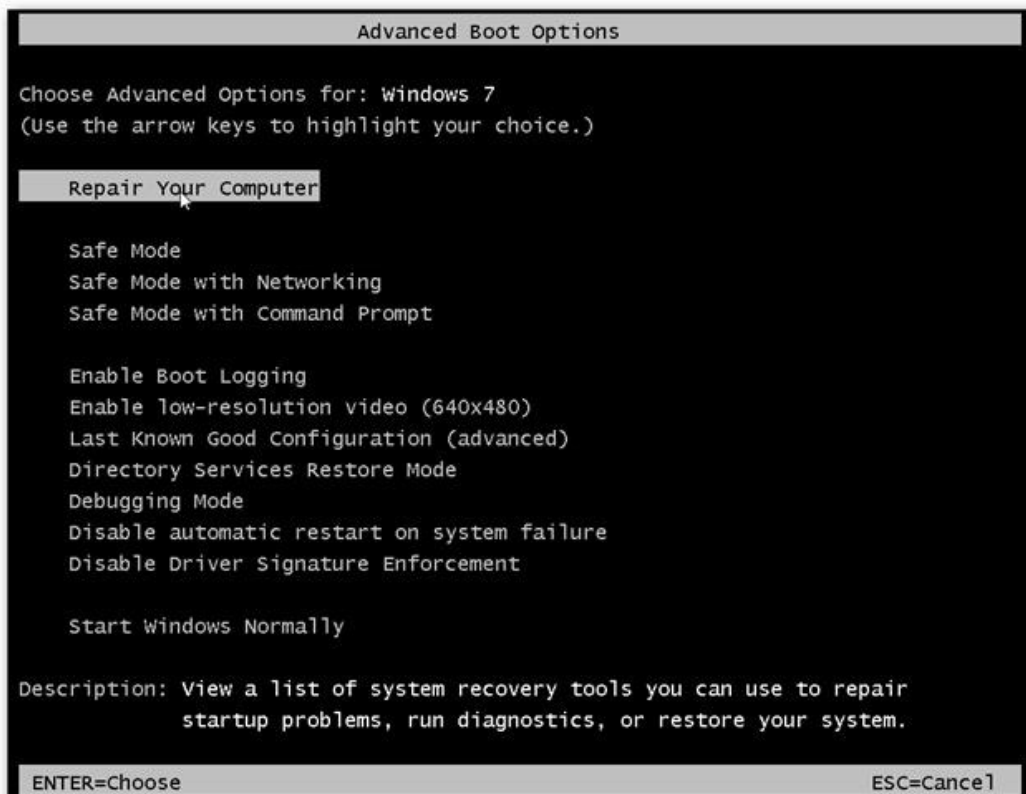 Advanced Boot Options
Choose Advanced Options for: Windows 7
(Use the arrow keys to highlight your choice.)
Repair Your Computer
Safe Mode
Safe Mode with Networking
Safe Mode with Command Prompt
Enable Boot Logging
Enable low-resolution video (640x480)
Last Known Good Configuration (advanced)
Directory Services Restore Mode
Debugging Mode
Disable automatic restart on system failure
Disable Driver Signature Enforcement
Start Windows Normally
Description: View a list of system recovery tools you can use to repair
startup problems, run diagnostics, or restore your system.
ENTER=Choose ESC=Cancel